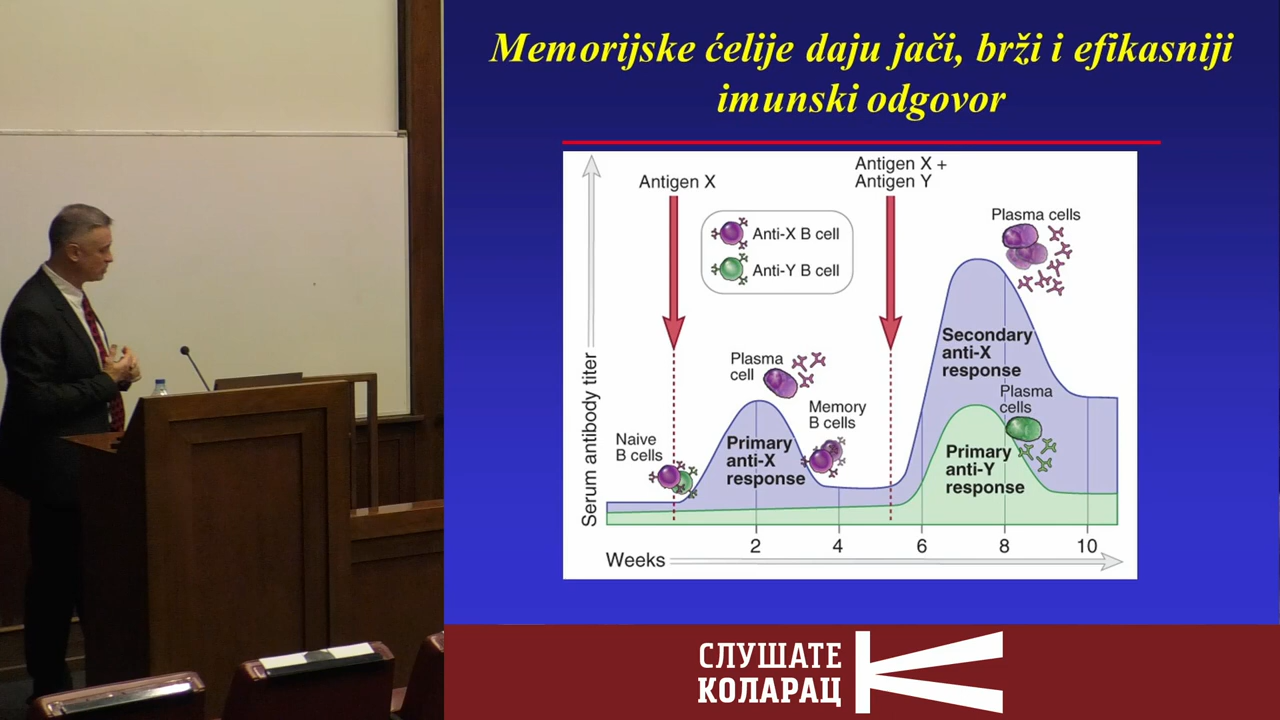 Memorijske ćelije daju jači, brži i efikasniji
imunski odgovor
Antigen X
Antigen X +
Antigen Y
Anti-X B cell
Anti-Y B cell
Plasma cells
Secondary
anti-X
response
Plasma
cell
Plasma
cells
Memory
B cells
Naive
B cells
Primary
anti-X
response
Primary
anti-Y
response
Serum antibody titer
2
4
6
8
10
Weeks
СЛУШАТЕ
КОЛАРАЦ